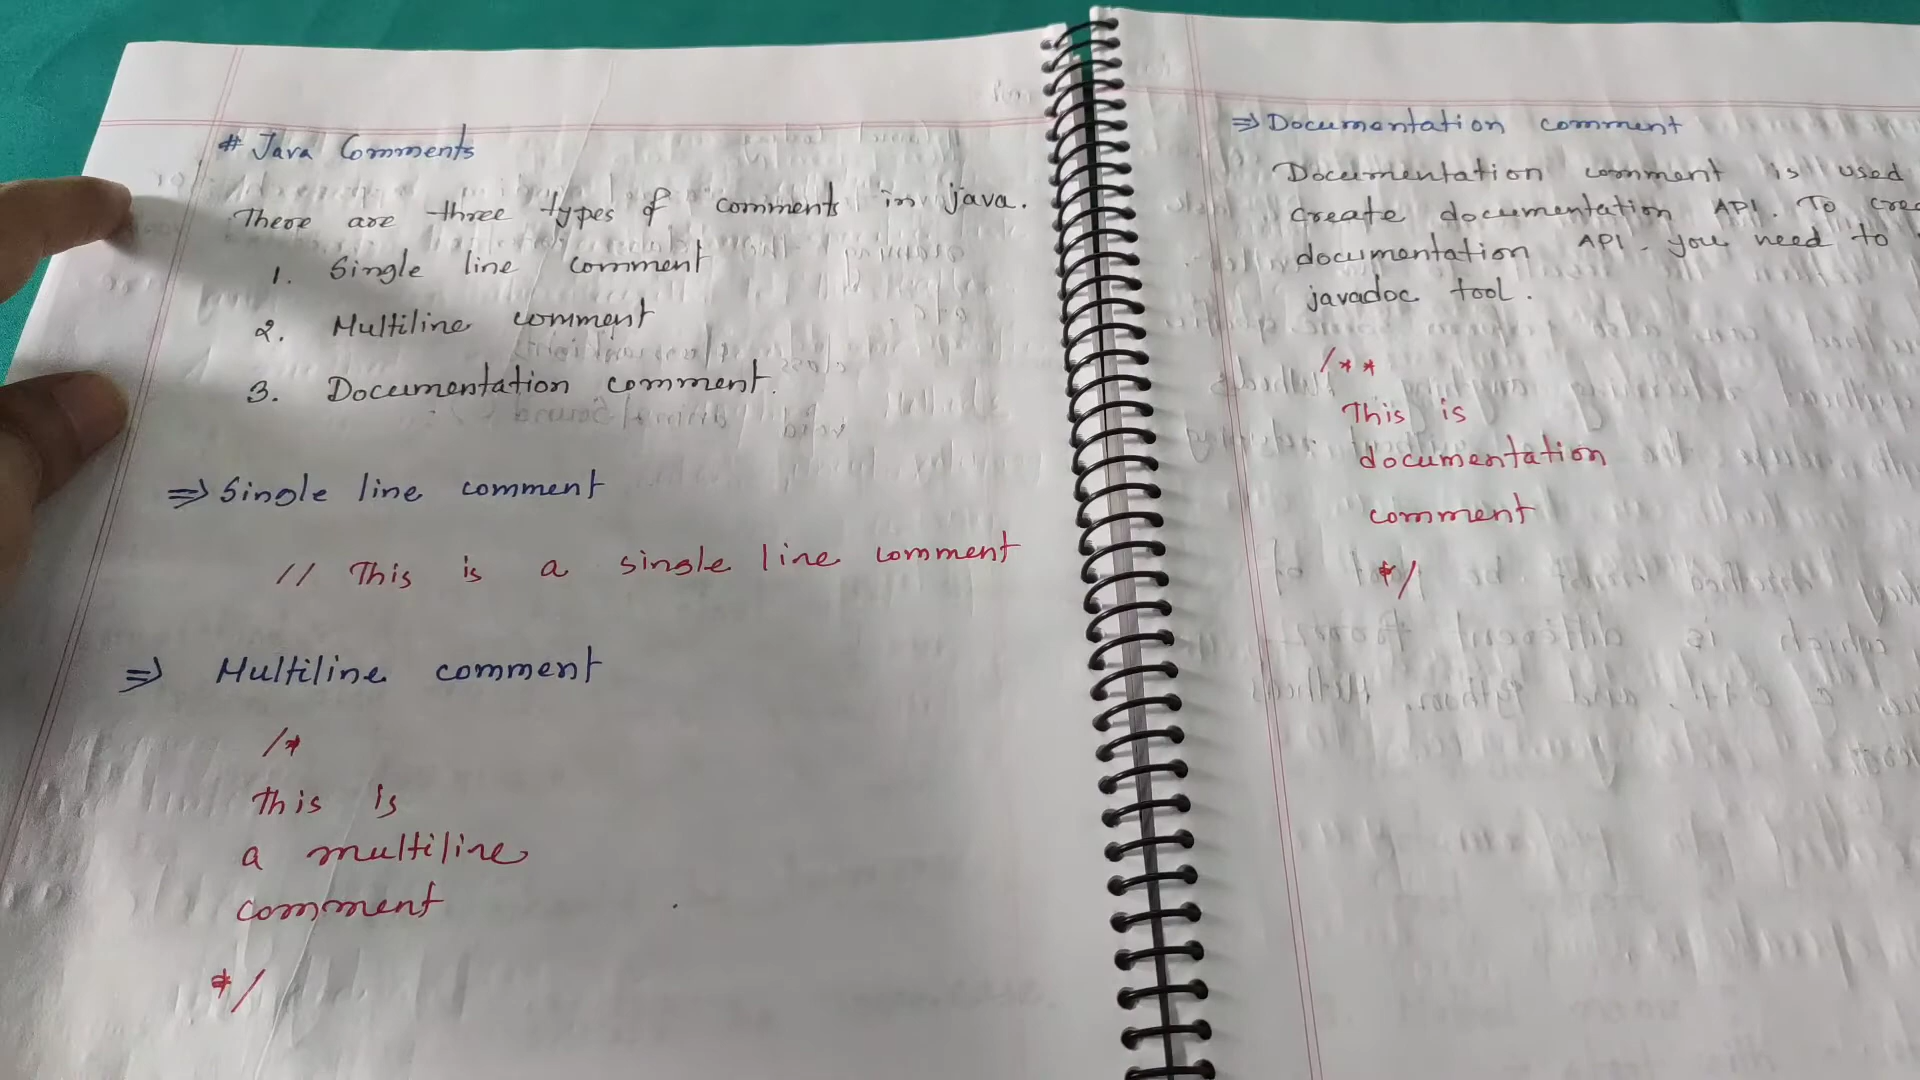 # Java Comments
There are three types of comments in java.
1. Single line comment
2. Multiline comment
3. Documentation comment.
⇒ Single line comment
// This is a single line comment
⇒ Multiline comment
/*
This is
a multiline
comment
*/
⇒ Documentation comment
Documentation comment is used
create documentation API. To
documentation API. you need to
javadoc tool.
/**
This is
documentation
comment
*/